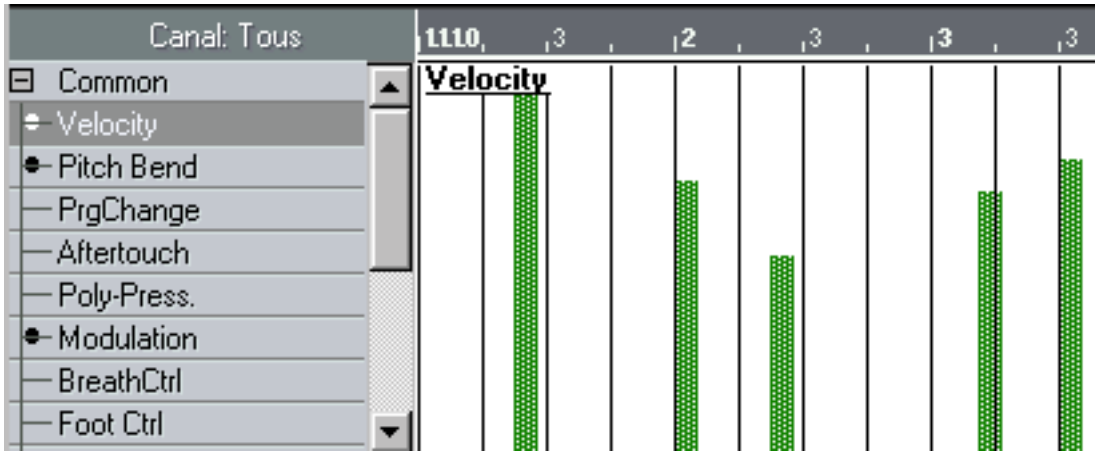 Canal: Tous
1.1.1.0 3 2 3 3 3
Common
Velocity
Velocity
Pitch Bend
PrgChange
Aftertouch
Poly-Press.
Modulation
BreathCtrl
Foot Ctrl